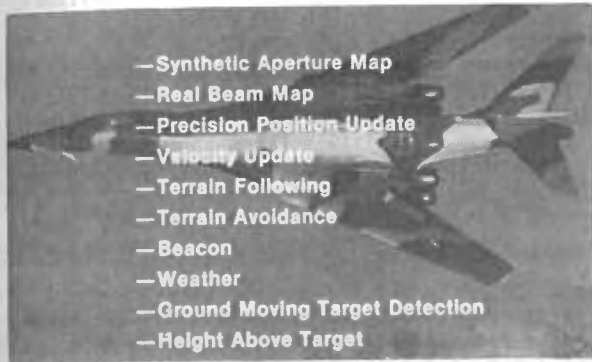 —Synthetic Aperture Map
—Real Beam Map
—Precision Position Update
—Velocity Update
—Terrain Following
—Terrain Avoidance
—Beacon
—Weather
—Ground Moving Target Detection
—Height Above Target